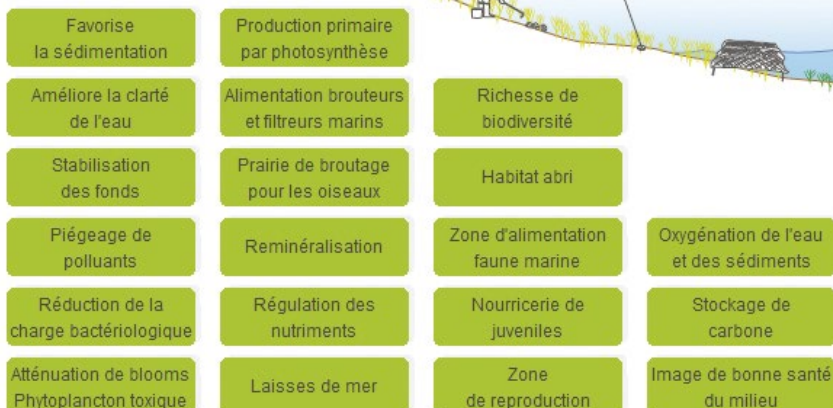 Favorise
la sédimentation
Production primaire
par photosynthèse
Améliore la clarté
de l'eau
Alimentation brouteurs
et filtreurs marins
Richesse de
biodiversité
Stabilisation
des fonds
Prairie de broutage
pour les oiseaux
Habitat abri
Piégeage de
polluants
Reminéralisation
Zone d'alimentation
faune marine
Oxygénation de l'eau
et des sédiments
Réduction de la
charge bactériologique
Régulation des
nutriments
Nourricerie de
juveniles
Stockage de
carbone
Atténuation de blooms
Phytoplancton toxique
Laisses de mer
Zone
de reproduction
Image de bonne santé
du milieu